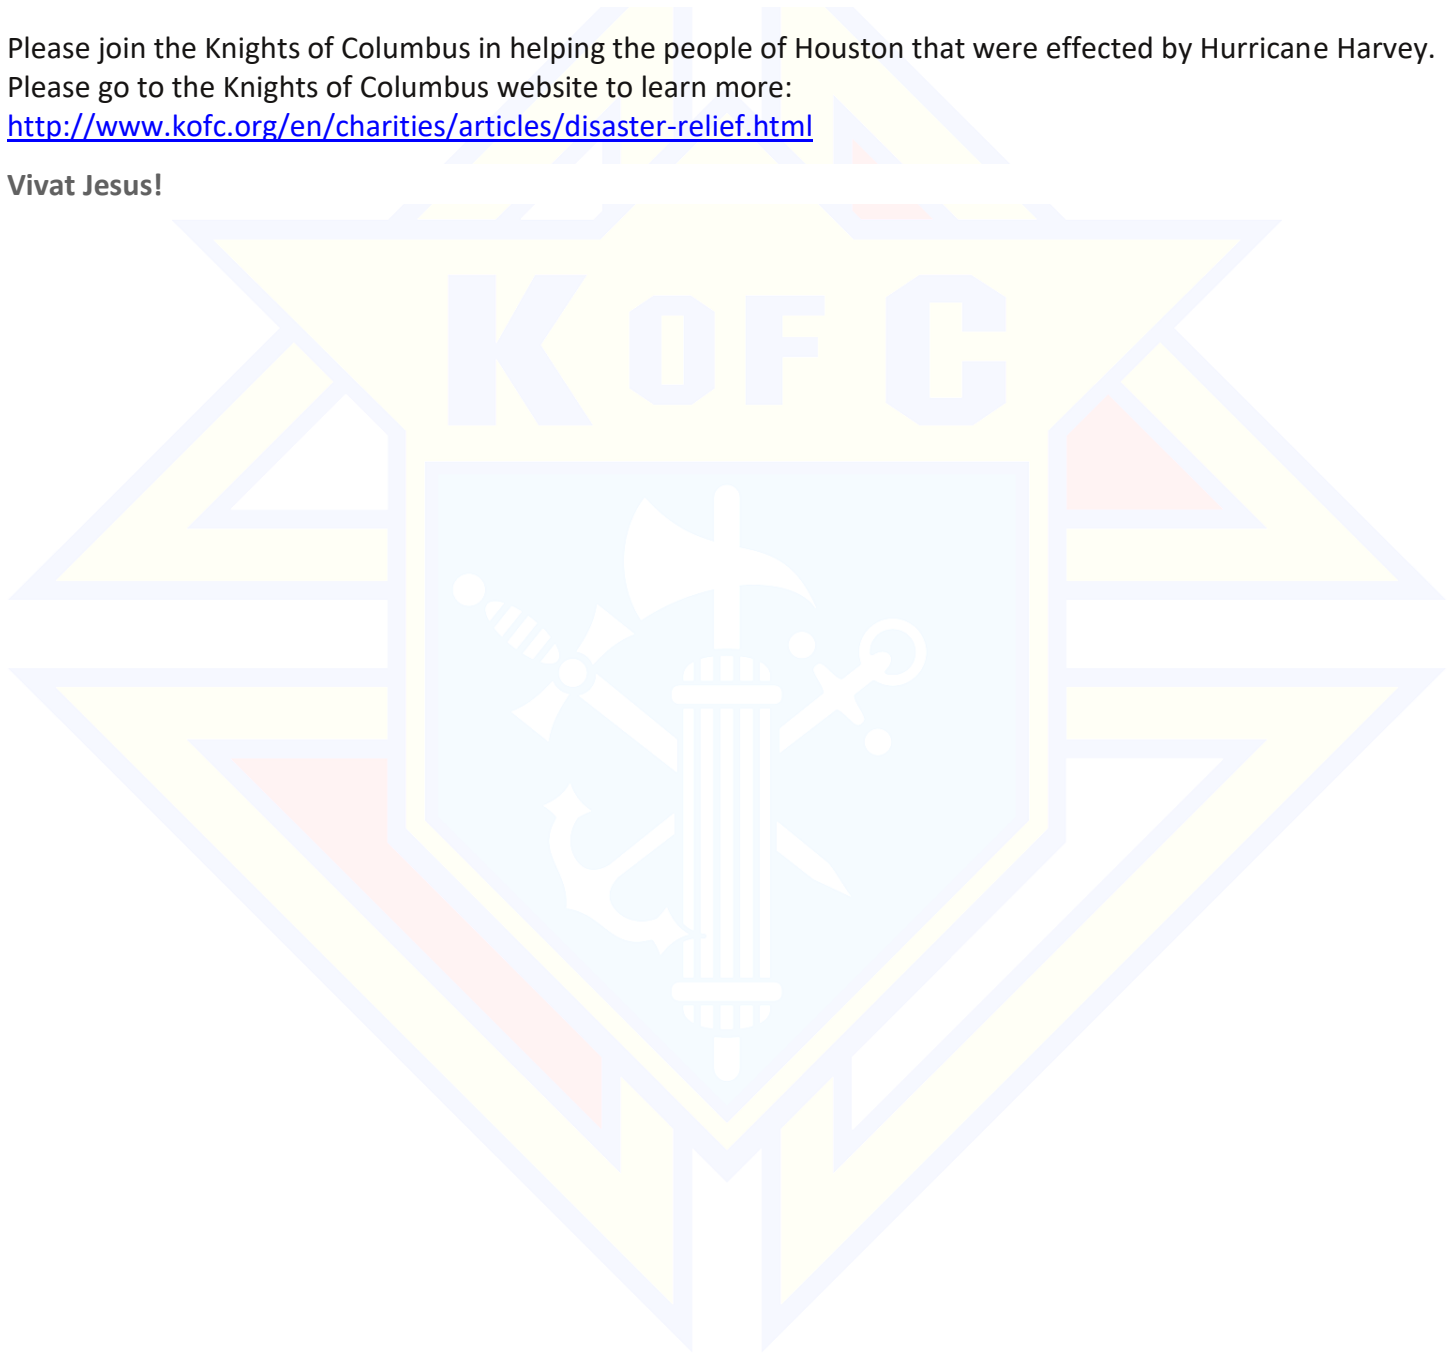 Please join the Knights of Columbus in helping the people of Houston that were effected by Hurricane Harvey.
Please go to the Knights of Columbus website to learn more:
http://www.kofc.org/en/charities/articles/disaster-relief.html
Vivat Jesus!
K OF C